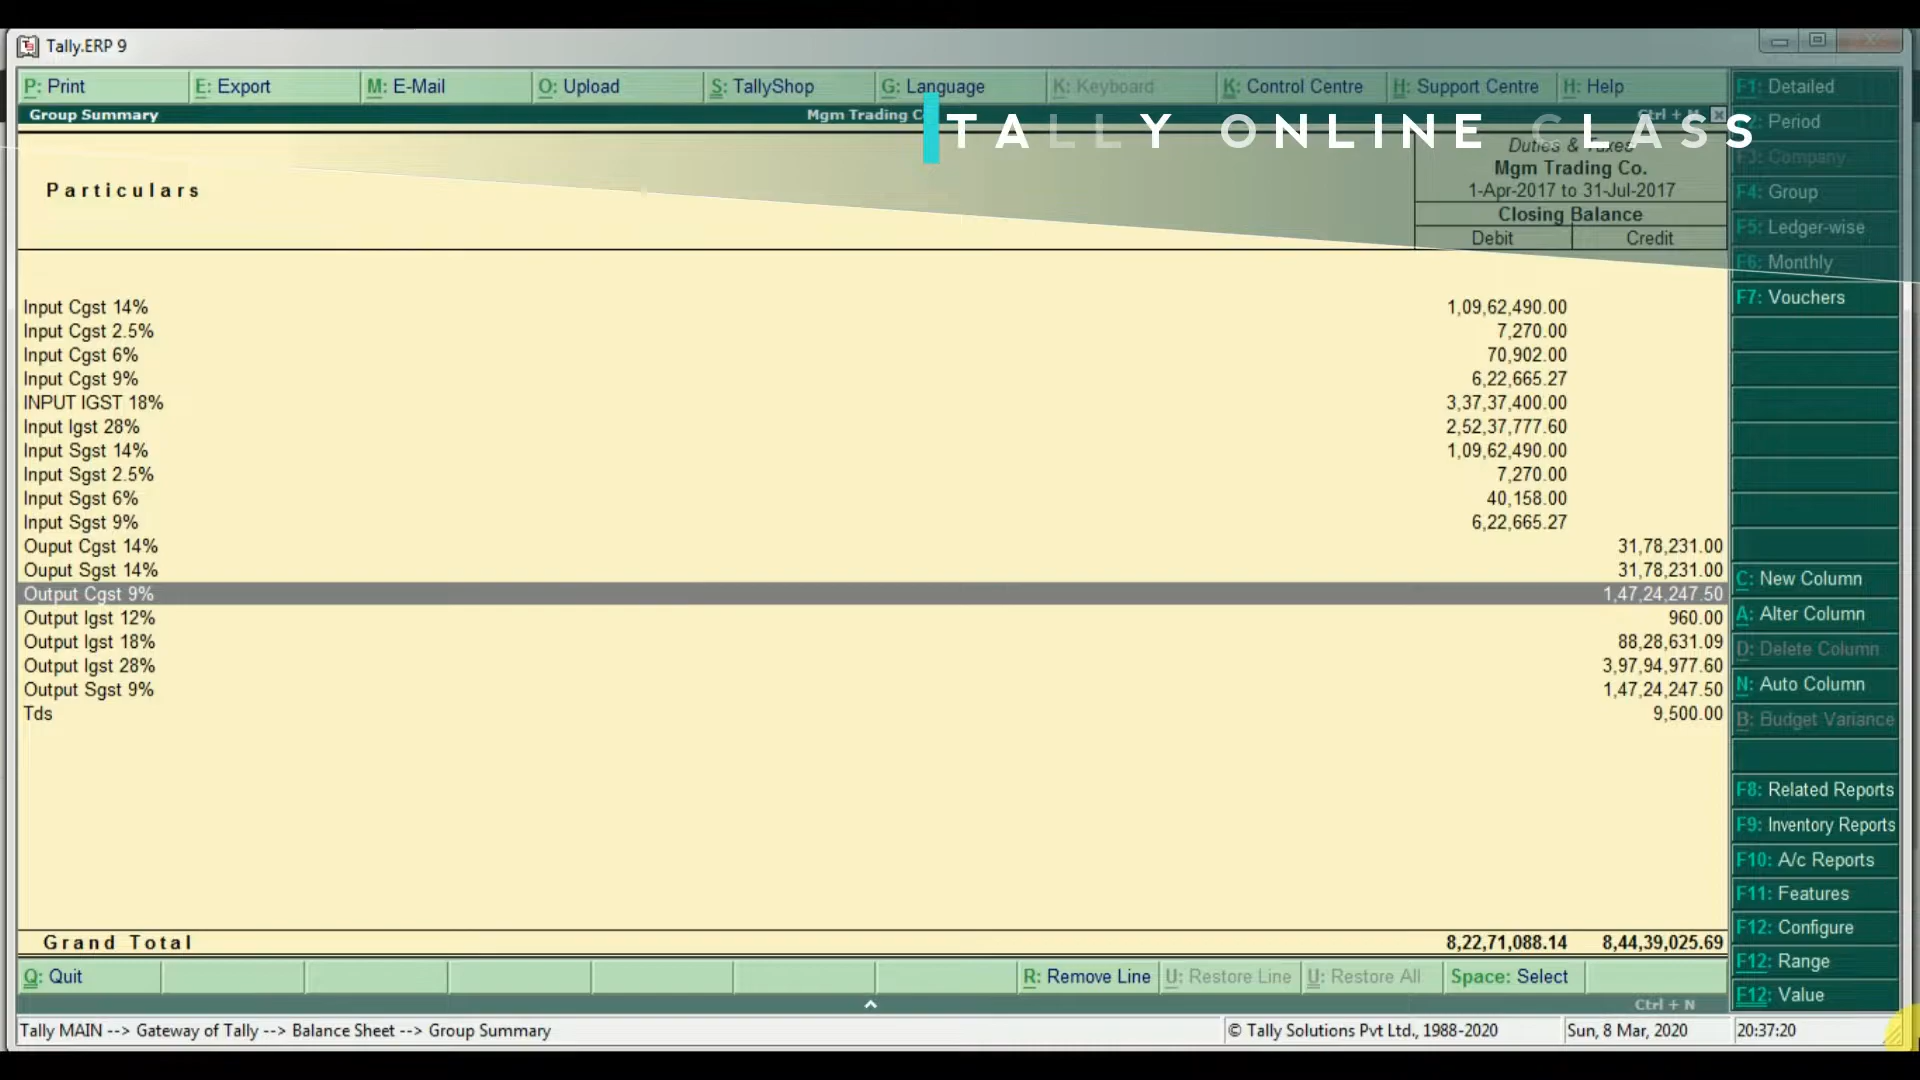 Tally.ERP 9
P: Print E: Export M: E-Mail O: Upload S: TallyShop G: Language K: Keyboard K: Control Centre H: Support Centre H: Help
Group Summary Mgm Trading C Ctrl + M
TALLY ONLINE CLASS
Particulars
Duties & Taxes
Mgm Trading Co.
1-Apr-2017 to 31-Jul-2017
Closing Balance
Debit Credit
Input Cgst 14% 1,09,62,490.00
Input Cgst 2.5% 7,270.00
Input Cgst 6% 70,902.00
Input Cgst 9% 6,22,665.27
INPUT IGST 18% 3,37,37,400.00
Input Igst 28% 2,52,37,777.60
Input Sgst 14% 1,09,62,490.00
Input Sgst 2.5% 7,270.00
Input Sgst 6% 40,158.00
Input Sgst 9% 6,22,665.27
Ouput Cgst 14% 31,78,231.00
Ouput Sgst 14% 31,78,231.00
Output Cgst 9% 1,47,24,247.50
Output Igst 12% 960.00
Output Igst 18% 88,28,631.09
Output Igst 28% 3,97,94,977.60
Output Sgst 9% 1,47,24,247.50
Tds 9,500.00
Grand Total 8,22,71,088.14 8,44,39,025.69
F1: Detailed
F2: Period
F3: Company
F4: Group
F5: Ledger-wise
F6: Monthly
F7: Vouchers
C: New Column
A: Alter Column
D: Delete Column
N: Auto Column
B: Budget Variance
F8: Related Reports
F9: Inventory Reports
F10: A/c Reports
F11: Features
F12: Configure
F12: Range
F12: Value
Q: Quit R: Remove Line U: Restore Line U: Restore All Space: Select
Ctrl + N
Tally MAIN --> Gateway of Tally --> Balance Sheet --> Group Summary © Tally Solutions Pvt Ltd., 1988-2020 Sun, 8 Mar, 2020 20:37:20